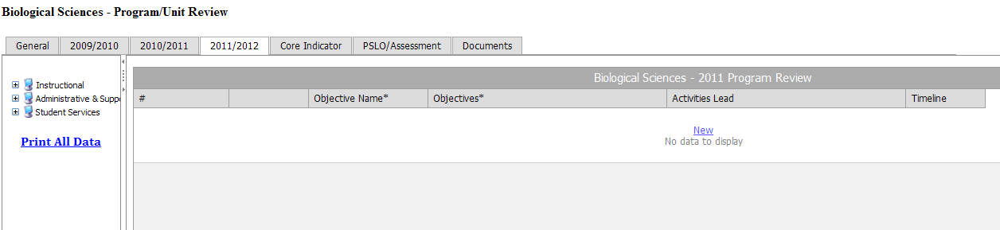 Biological Sciences - Program/Unit Review
General 2009/2010 2010/2011 2011/2012 Core Indicator PSLO/Assessment Documents
Instructional
Administrative & Suppo
Student Services
Print All Data
Biological Sciences - 2011 Program Review
# Objective Name* Objectives* Activities Lead Timeline
New
No data to display